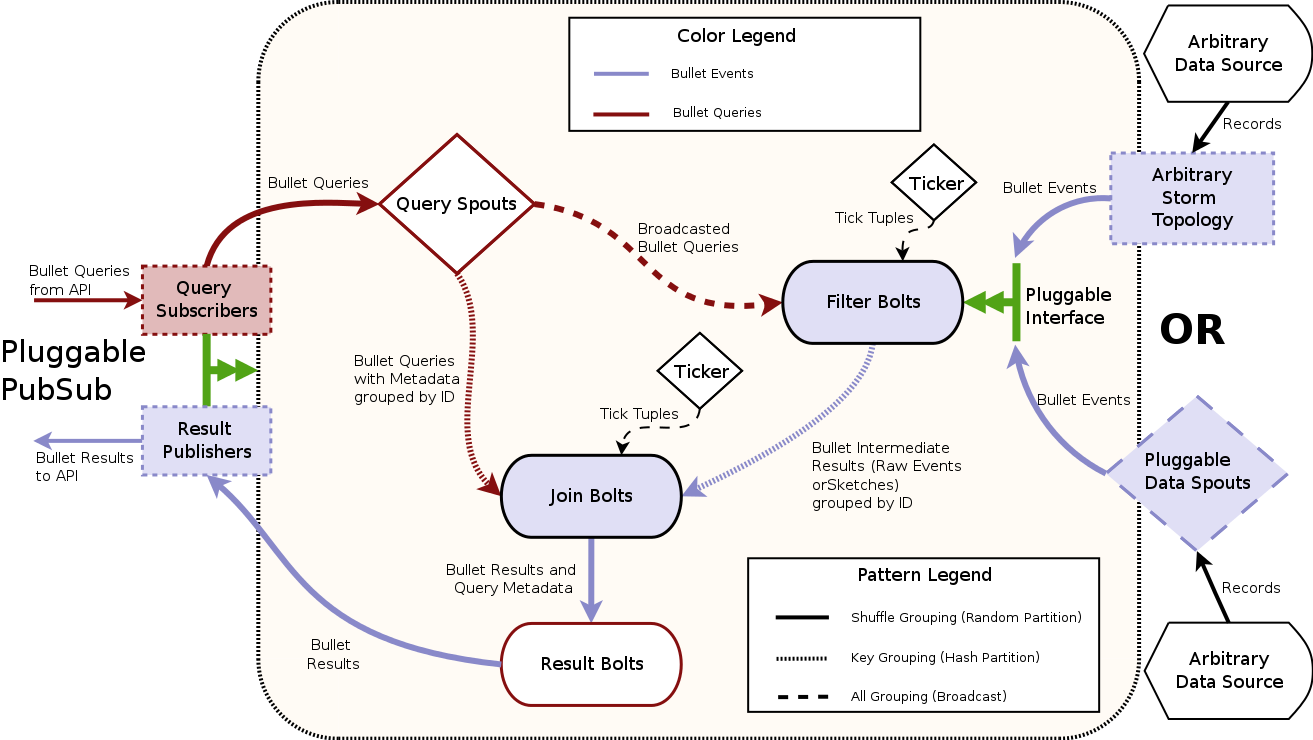 Color Legend
Bullet Events
Bullet Queries
Arbitrary
Data Source
Records
Arbitrary
Storm
Topology
Bullet Events
Ticker
Tick Tuples
Bullet Queries
Query Spouts
Broadcasted
Bullet Queries
Bullet Queries
from API
Query
Subscribers
Filter Bolts
Pluggable
Interface
OR
Pluggable
PubSub
Bullet Queries
with Metadata
grouped by ID
Ticker
Tick Tuples
Bullet Events
Result
Publishers
Bullet Results
to API
Bullet Intermediate
Results (Raw Events
orSketches)
grouped by ID
Pluggable
Data Spouts
Join Bolts
Bullet Results and
Query Metadata
Records
Result Bolts
Bullet
Results
Arbitrary
Data Source
Pattern Legend
Shuffle Grouping (Random Partition)
Key Grouping (Hash Partition)
All Grouping (Broadcast)